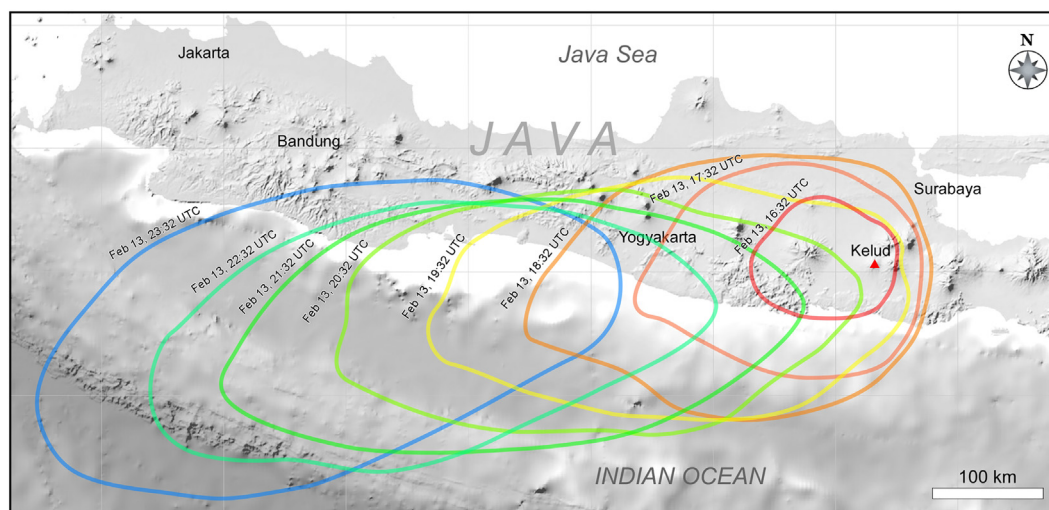 N
Jakarta
Java Sea
Bandung
JAVA
Feb 13, 17:32 UTC
Surabaya
Feb 13, 16:32 UTC
Feb 13, 23:32 UTC
Feb 13, 22:32 UTC
Feb 13, 21:32 UTC
Feb 13, 20:32 UTC
Feb 13, 19:32 UTC
Feb 13, 18:32 UTC
Yogyakarta
Kelud
INDIAN OCEAN
100 km